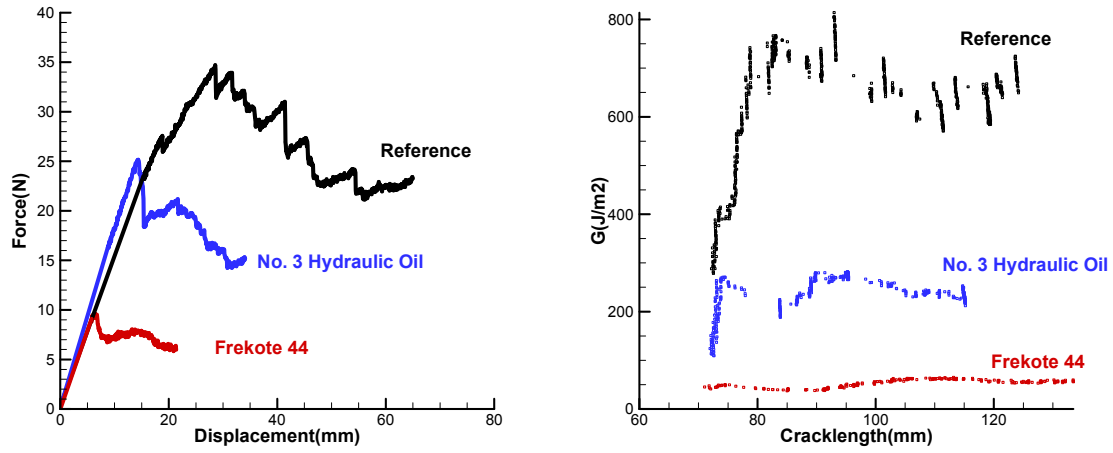 40
35
30
25
20
15
10
5
0
Force(N)
Reference
No. 3 Hydraulic Oil
Frekote 44
0 20 40 60 80
Displacement(mm)
800
600
400
200
0
G(J/m2)
Reference
No. 3 Hydraulic Oil
Frekote 44
60 80 100 120
Cracklength(mm)